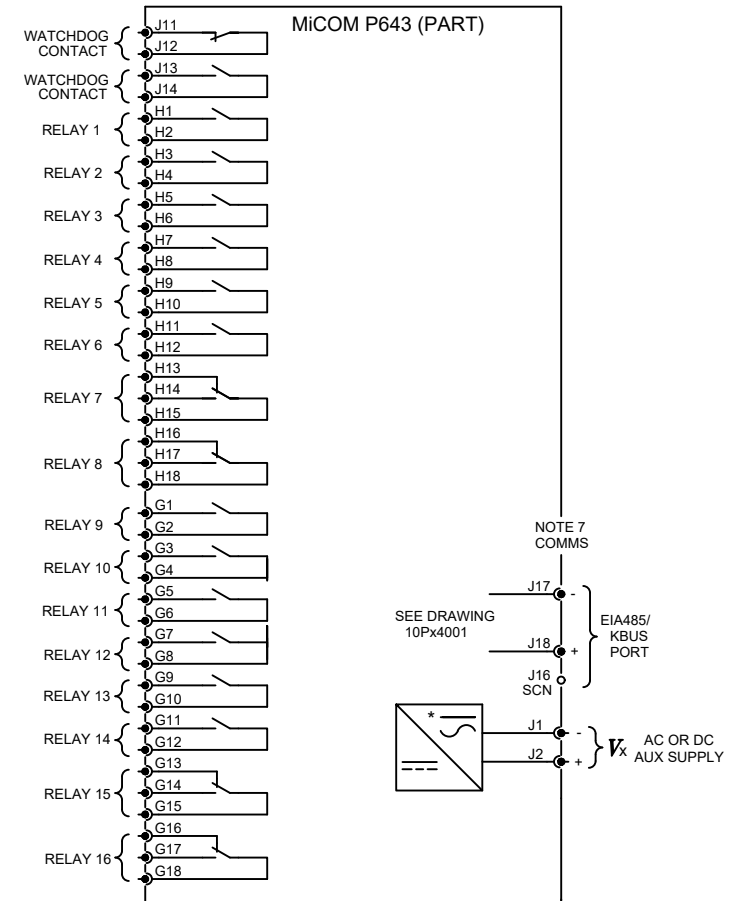 MiCOM P643 (PART)
WATCHDOG
CONTACT
J11
J12
WATCHDOG
CONTACT
J13
J14
RELAY 1
H1
H2
RELAY 2
H3
H4
RELAY 3
H5
H6
RELAY 4
H7
H8
RELAY 5
H9
H10
RELAY 6
H11
H12
RELAY 7
H13
H14
H15
RELAY 8
H16
H17
H18
RELAY 9
G1
G2
RELAY 10
G3
G4
RELAY 11
G5
G6
RELAY 12
G7
G8
RELAY 13
G9
G10
RELAY 14
G11
G12
RELAY 15
G13
G14
G15
RELAY 16
G16
G17
G18
NOTE 7
COMMS
SEE DRAWING
10Px4001
J17 -
J18 +
J16
SCN
EIA485/
KBUS
PORT
*
J1 -
J2 +
Vx
AC OR DC
AUX SUPPLY